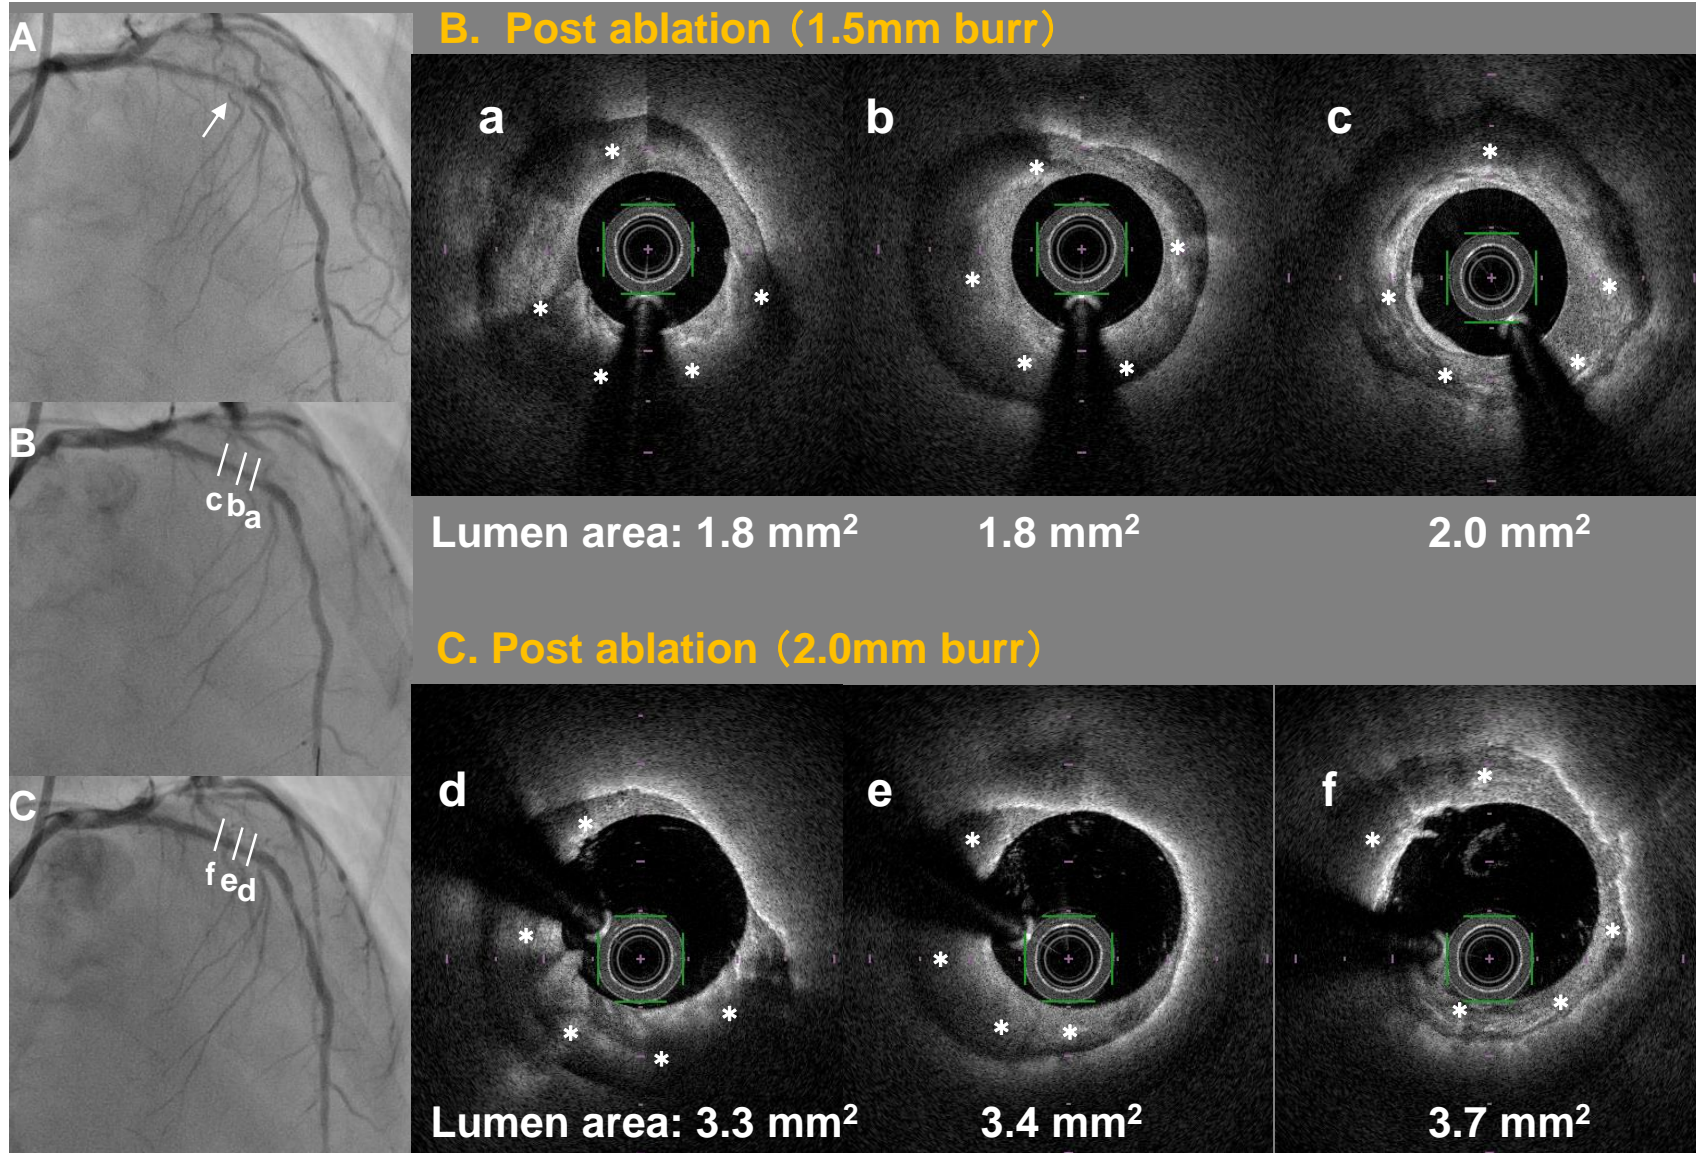 A
B. Post ablation（1.5mm burr）
a
b
c
* * * * *
* * * * * *
* * * * *
B
c b a
Lumen area: 1.8 mm²
1.8 mm²
2.0 mm²
C. Post ablation（2.0mm burr）
C
f e d
d
e
f
* * * * *
* * * *
* * * * *
Lumen area: 3.3 mm²
3.4 mm²
3.7 mm²